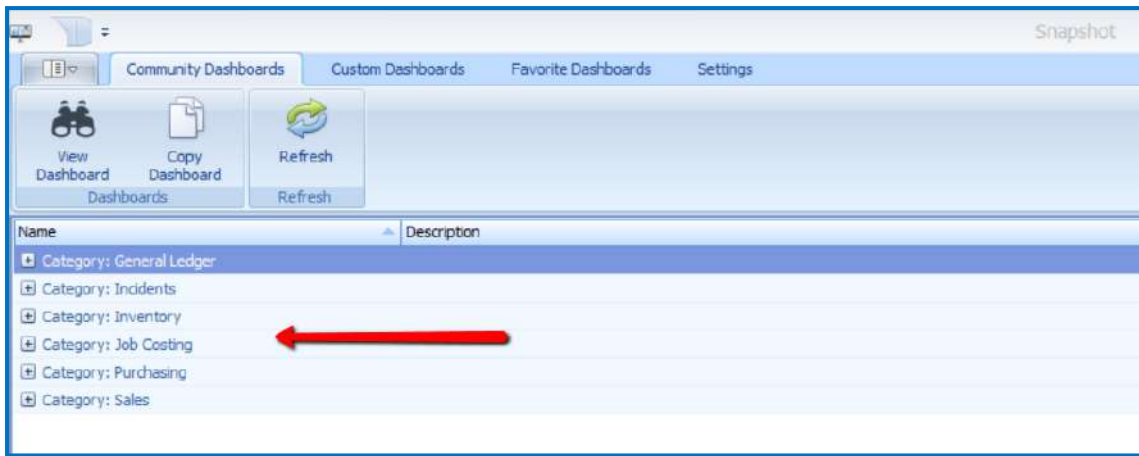 Snapshot
Community Dashboards Custom Dashboards Favorite Dashboards Settings
View Dashboard
Copy Dashboard
Refresh
Dashboards Refresh
Name Description
Category: General Ledger
Category: Incidents
Category: Inventory
Category: Job Costing
Category: Purchasing
Category: Sales